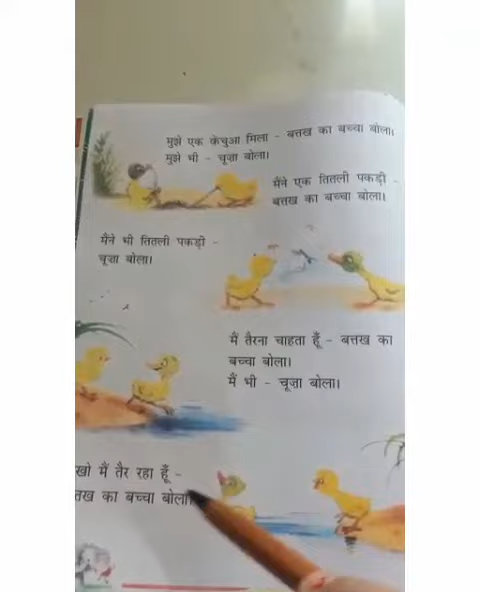 मुझे एक केंचुआ मिला - बत्तख का बच्चा बोला।
मुझे भी - चूज़ा बोला।
मैंने एक तितली पकड़ी -
बत्तख का बच्चा बोला।
मैंने भी तितली पकड़ी -
चूज़ा बोला।
मैं तैरना चाहता हूँ - बत्तख का
बच्चा बोला।
मैं भी - चूज़ा बोला।
खो मैं तैर रहा हूँ -
तख का बच्चा बोला।